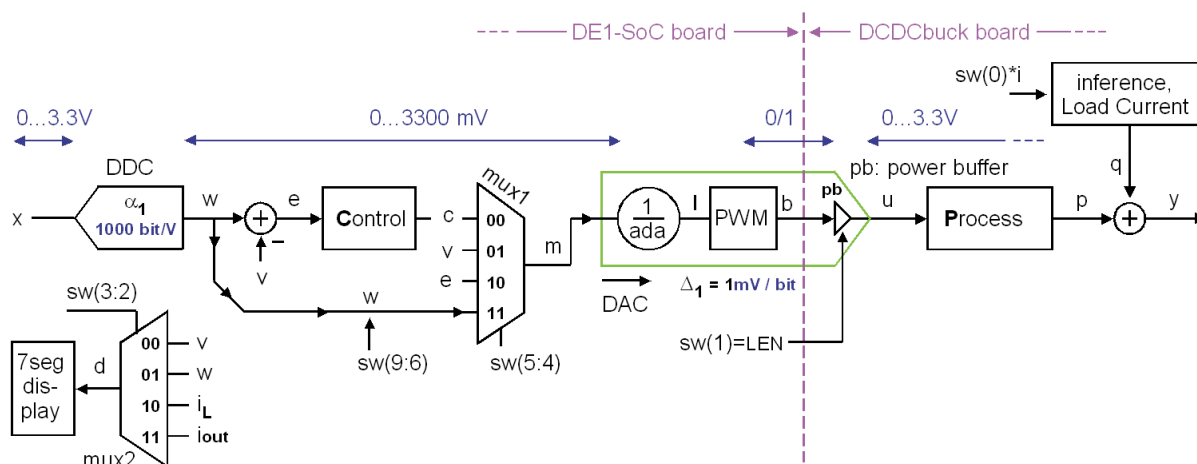 DE1-SoC board
DCDCbuck board
sw(0)*i
inference,
Load Current
0...3.3V
0...3300 mV
0/1
0...3.3V
DDC
α1
1000 bit/V
x
w
e
Control
c
v
e
mux1
00
01
10
11
m
1
ada
I
PWM
b
pb
pb: power buffer
u
Process
p
q
y
+
-
v
w
sw(9:6)
sw(5:4)
DAC
Δ1 = 1mV / bit
sw(1)=LEN
sw(3:2)
7seg
dis-
play
d
00
01
10
11
v
w
iL
iout
mux2
+